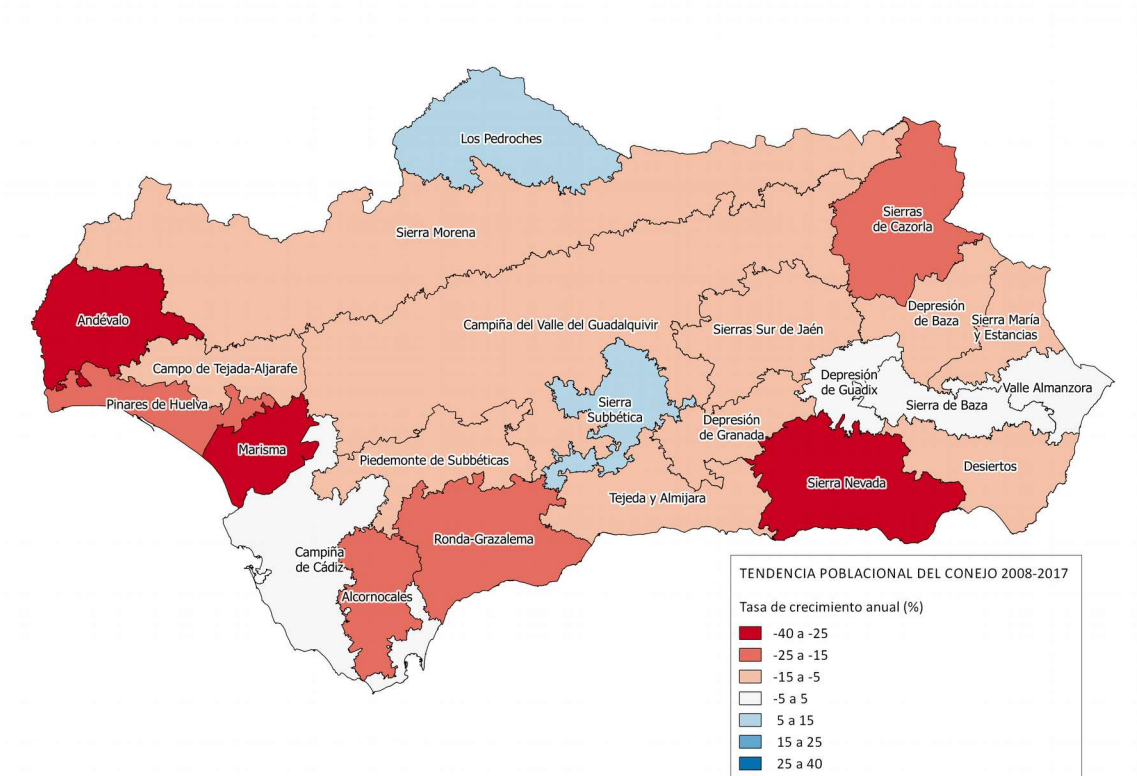 Los Pedroches
Sierras
de Cazorla
Sierra Morena
Depresión
de Baza
Sierra María
y Estancias
Andévalo
Campiña del Valle del Guadalquivir
Sierras Sur de Jaén
Campo de Tejada-Aljarafe
Depresión
de Guadix
Valle Almanzora
Pinares de Huelva
Sierra
Subbética
Sierra de Baza
Depresión
de Granada
Marisma
Piedemonte de Subbéticas
Desiertos
Sierra Nevada
Tejeda y Almijara
Ronda-Grazalema
Campiña
de Cádiz
Alcornocales
TENDENCIA POBLACIONAL DEL CONEJO 2008-2017
Tasa de crecimiento anual (%)
-40 a -25
-25 a -15
-15 a -5
-5 a 5
5 a 15
15 a 25
25 a 40